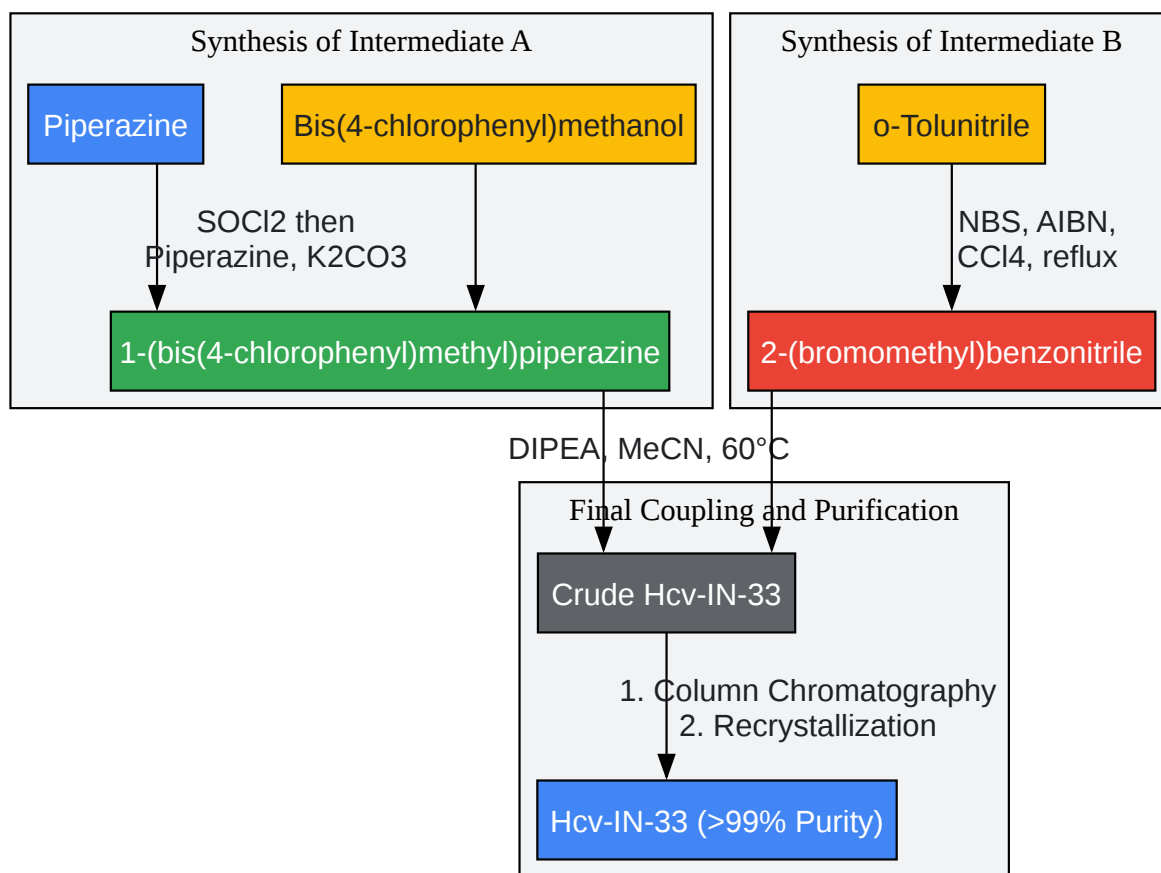 Synthesis of Intermediate A
Synthesis of Intermediate B
Piperazine
Bis(4-chlorophenyl)methanol
o-Tolunitrile
SOCl2 then
Piperazine, K2CO3
NBS, AIBN,
CCl4, reflux
1-(bis(4-chlorophenyl)methyl)piperazine
2-(bromomethyl)benzonitrile
DIPEA, MeCN, 60°C
Final Coupling and Purification
Crude Hcv-IN-33
1. Column Chromatography
2. Recrystallization
Hcv-IN-33 (>99% Purity)